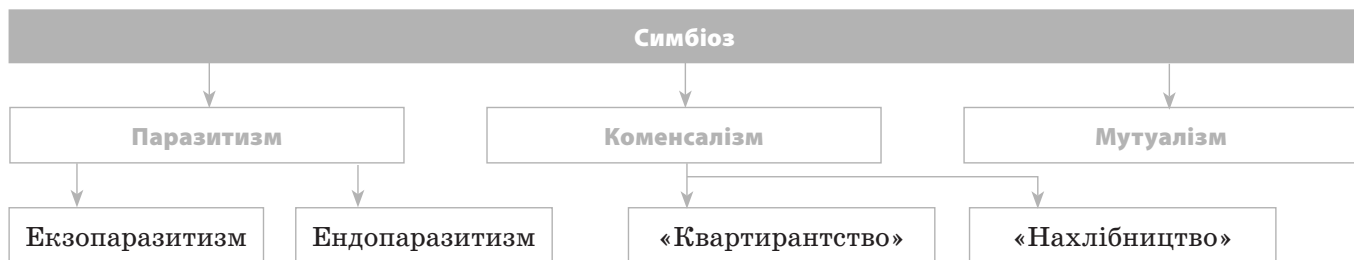 Симбіоз
Паразитизм
Коменсалізм
Мутуалізм
Екзопаразитизм
Ендопаразитизм
«Квартирантство»
«Нахлібництво»